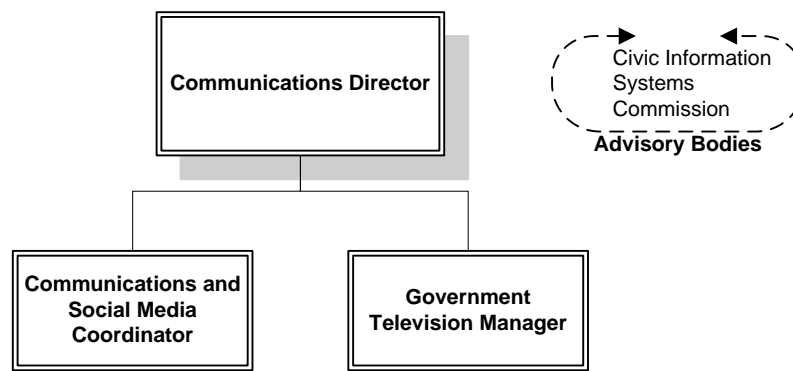 Communications Director
Civic Information
Systems
Commission
Advisory Bodies
Communications and
Social Media
Coordinator
Government
Television Manager